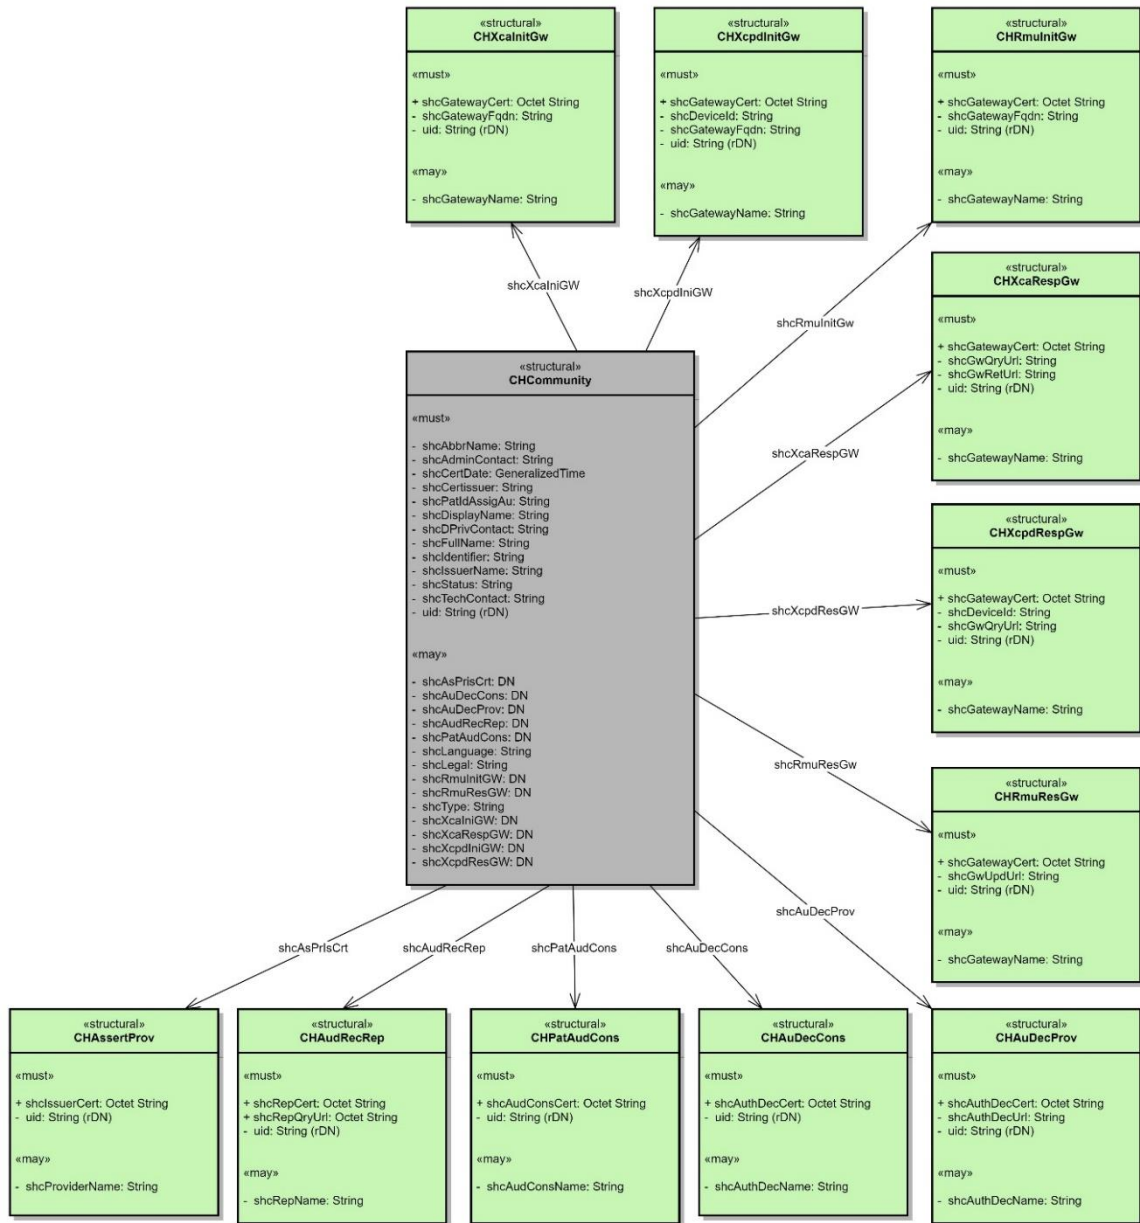 «structural»
CHXcaInitGw
«must»
+ shcGatewayCert: Octet String
- shcGatewayFqdn: String
- uid: String (rDN)
«may»
- shcGatewayName: String
«structural»
CHXcpdInitGw
«must»
+ shcGatewayCert: Octet String
- shcDeviceId: String
- shcGatewayFqdn: String
- uid: String (rDN)
«may»
- shcGatewayName: String
«structural»
CHRmuInitGw
«must»
+ shcGatewayCert: Octet String
- shcGatewayFqdn: String
- uid: String (rDN)
«may»
- shcGatewayName: String
shcXcaIniGW
shcXcpdIniGW
shcRmuInitGw
«structural»
CHXcaRespGw
«must»
+ shcGatewayCert: Octet String
- shcGwQryUrl: String
- shcGwRetUrl: String
- uid: String (rDN)
«may»
- shcGatewayName: String
«structural»
CHCommunity
«must»
- shcAbbrName: String
- shcAdminContact: String
- shcCertDate: GeneralizedTime
- shcCertissuer: String
- shcPatIdAssigAu: String
- shcDisplayName: String
- shcDPrivContact: String
- shcFullName: String
- shcIdentifier: String
- shcIssuerName: String
- shcStatus: String
- shcTechContact: String
- uid: String (rDN)
«may»
- shcAsPrisCrt: DN
- shcAuDecCons: DN
- shcAuDecProv: DN
- shcAudRecRep: DN
- shcPatAudCons: DN
- shcLanguage: String
- shcLegal: String
- shcRmuInitGW: DN
- shcRmuResGW: DN
- shcType: String
- shcXcaIniGW: DN
- shcXcaRespGW: DN
- shcXcpdIniGW: DN
- shcXcpdResGW: DN
shcXcaRespGW
«structural»
CHXcpdRespGw
«must»
+ shcGatewayCert: Octet String
- shcDeviceId: String
- shcGwQryUrl: String
- uid: String (rDN)
«may»
- shcGatewayName: String
shcXcpdResGW
shcRmuResGw
«structural»
CHRmuResGw
«must»
+ shcGatewayCert: Octet String
- shcGwUpdUrl: String
- uid: String (rDN)
«may»
- shcGatewayName: String
shcAuDecProv
shcAsPrIsCrt
shcAudRecRep
shcPatAudCons
shcAuDecCons
«structural»
CHAssertProv
«must»
+ shcIssuerCert: Octet String
- uid: String (rDN)
«may»
- shcProviderName: String
«structural»
CHAudRecRep
«must»
+ shcRepCert: Octet String
+ shcRepQryUrl: Octet String
- uid: String (rDN)
«may»
- shcRepName: String
«structural»
CHPatAudCons
«must»
+ shcAudConsCert: Octet String
- uid: String (rDN)
«may»
- shcAudConsName: String
«structural»
CHAuDecCons
«must»
+ shcAuthDecCert: Octet String
- uid: String (rDN)
«may»
- shcAuthDecName: String
«structural»
CHAuDecProv
«must»
+ shcAuthDecCert: Octet String
- shcAuthDecUrl: String
- uid: String (rDN)
«may»
- shcAuthDecName: String